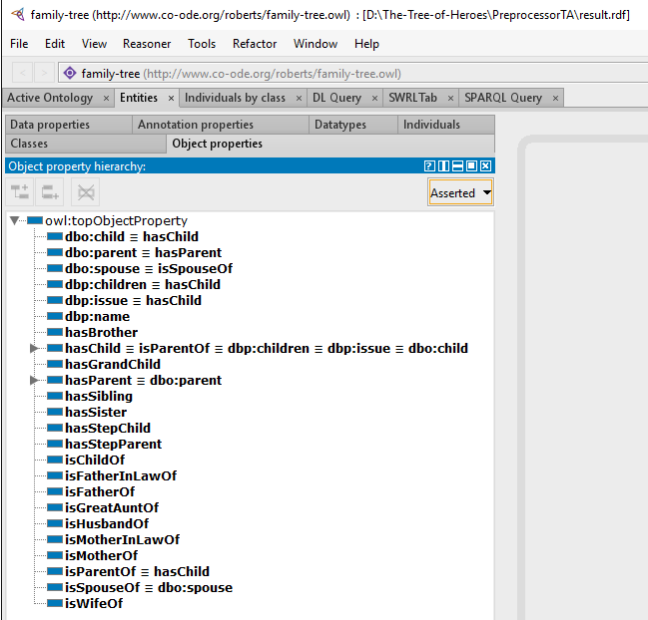 family-tree (http://www.co-ode.org/roberts/family-tree.owl) : [D:\The-Tree-of-Heroes\PreprocessorTA\result.rdf]
File Edit View Reasoner Tools Refactor Window Help
< > family-tree (http://www.co-ode.org/roberts/family-tree.owl)
Active Ontology × Entities × Individuals by class × DL Query × SWRLTab × SPARQL Query ×
Data properties Annotation properties Datatypes Individuals
Classes Object properties
Object property hierarchy:
Asserted
owl:topObjectProperty
dbo:child ≡ hasChild
dbo:parent ≡ hasParent
dbo:spouse ≡ isSpouseOf
dbp:children ≡ hasChild
dbp:issue ≡ hasChild
dbp:name
hasBrother
hasChild ≡ isParentOf ≡ dbp:children ≡ dbp:issue ≡ dbo:child
hasGrandChild
hasParent ≡ dbo:parent
hasSibling
hasSister
hasStepChild
hasStepParent
isChildOf
isFatherInLawOf
isFatherOf
isGreatAuntOf
isHusbandOf
isMotherInLawOf
isMotherOf
isParentOf ≡ hasChild
isSpouseOf ≡ dbo:spouse
isWifeOf